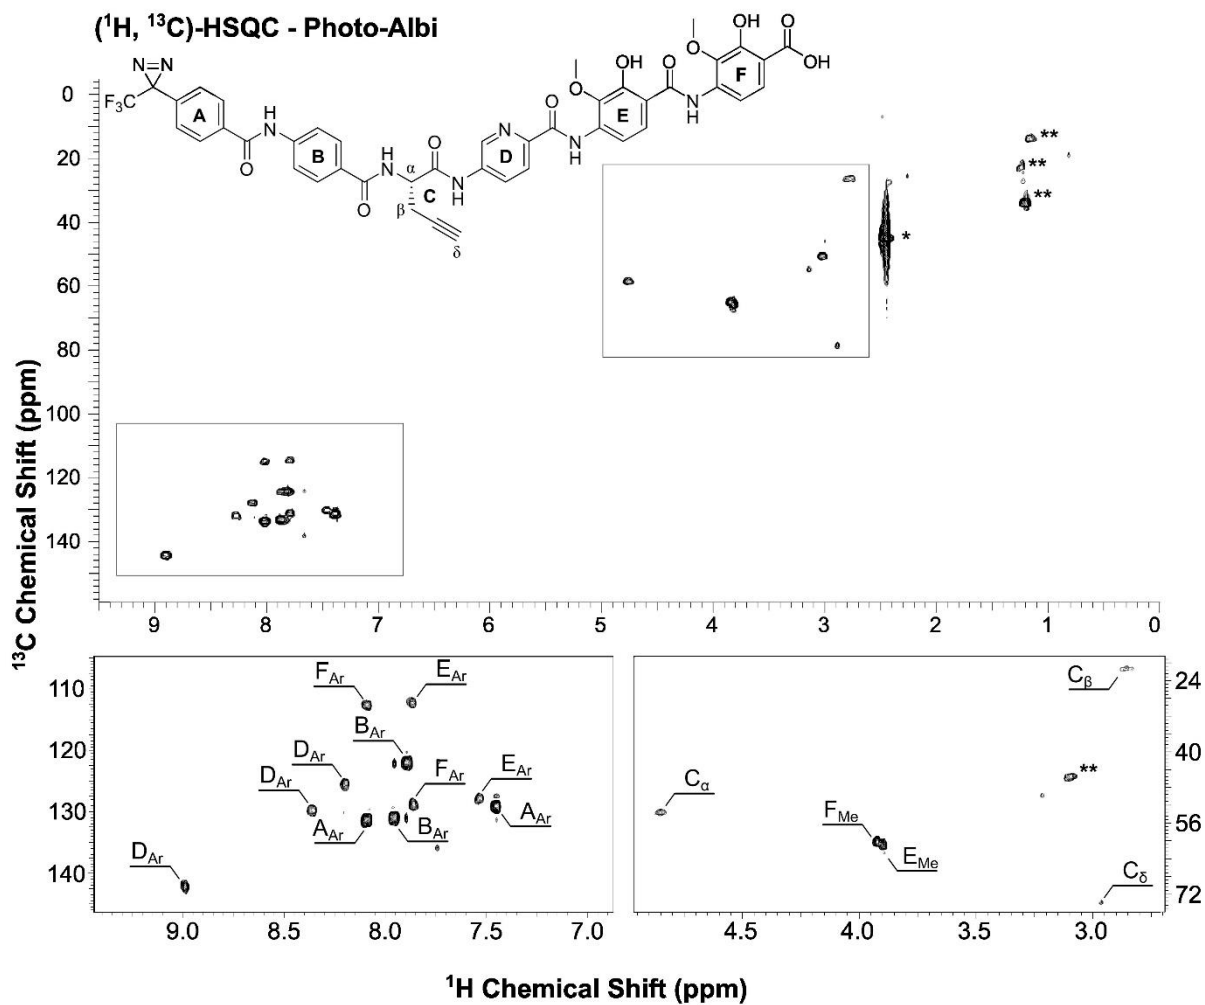 (¹H, ¹³C)-HSQC - Photo-Albi
N=N
F₃C
A
O
H
N
B
O
H
N
α
C
β
δ
O
N
H
N
D
O
N
H
O
OH
E
O
N
H
O
OH
F
O
OH
**
**
**
*
0
20
40
60
80
100
120
140
9
8
7
6
5
4
3
2
1
0
¹³C Chemical Shift (ppm)
F_Ar
E_Ar
B_Ar
D_Ar
D_Ar
F_Ar
E_Ar
A_Ar
B_Ar
A_Ar
D_Ar
110
120
130
140
9.0
8.5
8.0
7.5
7.0
C_β
**
C_α
F_Me
E_Me
C_δ
24
40
56
72
4.5
4.0
3.5
3.0
¹H Chemical Shift (ppm)